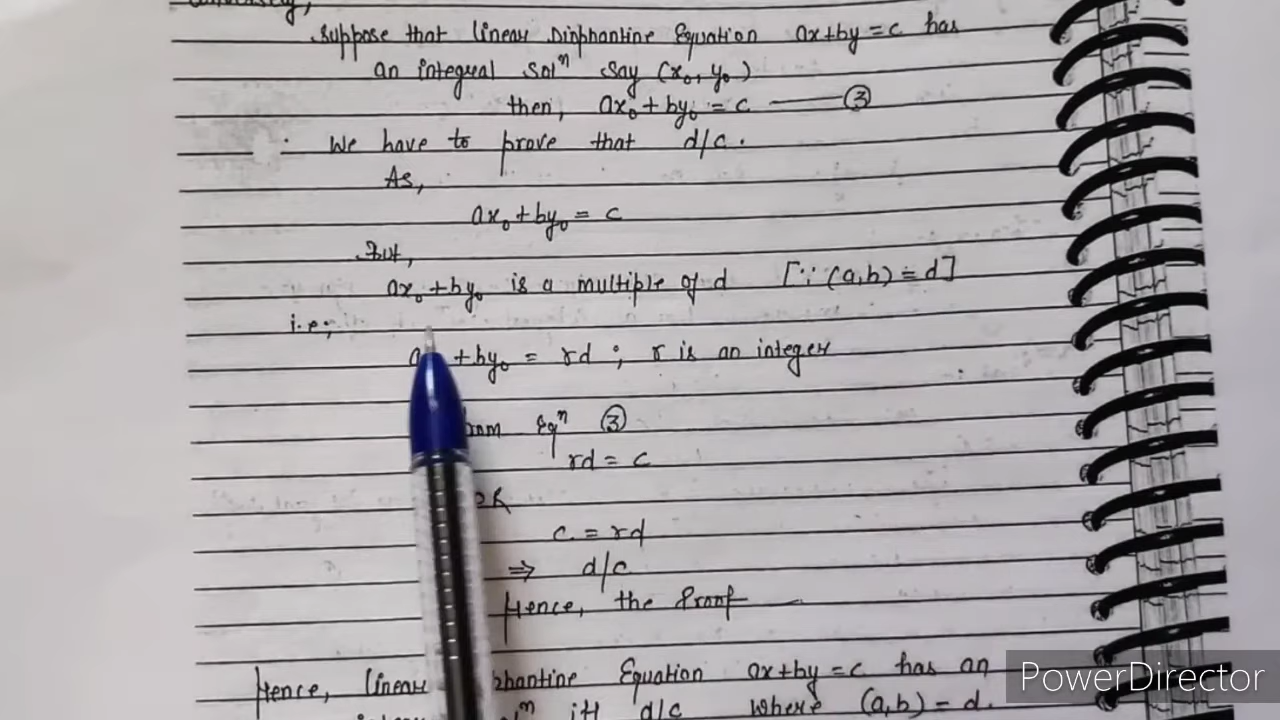 Conversely,
Suppose that linear Diophantine Equation ax+by = c has
an integral solⁿ say (x₀, y₀)
then, ax₀ + by₀ = c ——— ③
We have to prove that d/c.
As,
ax₀ + by₀ = c
But,
ax₀ + by₀ is a multiple of d [∵ (a,b) = d]
i.e;
+ by₀ = rd ; r is an integer
Eqⁿ ③
rd = c
c = rd
⇒ d/c
Hence, the Proof
Hence, linear Equation ax+by = c has an
iff d/c where (a,b) = d.
PowerDirector